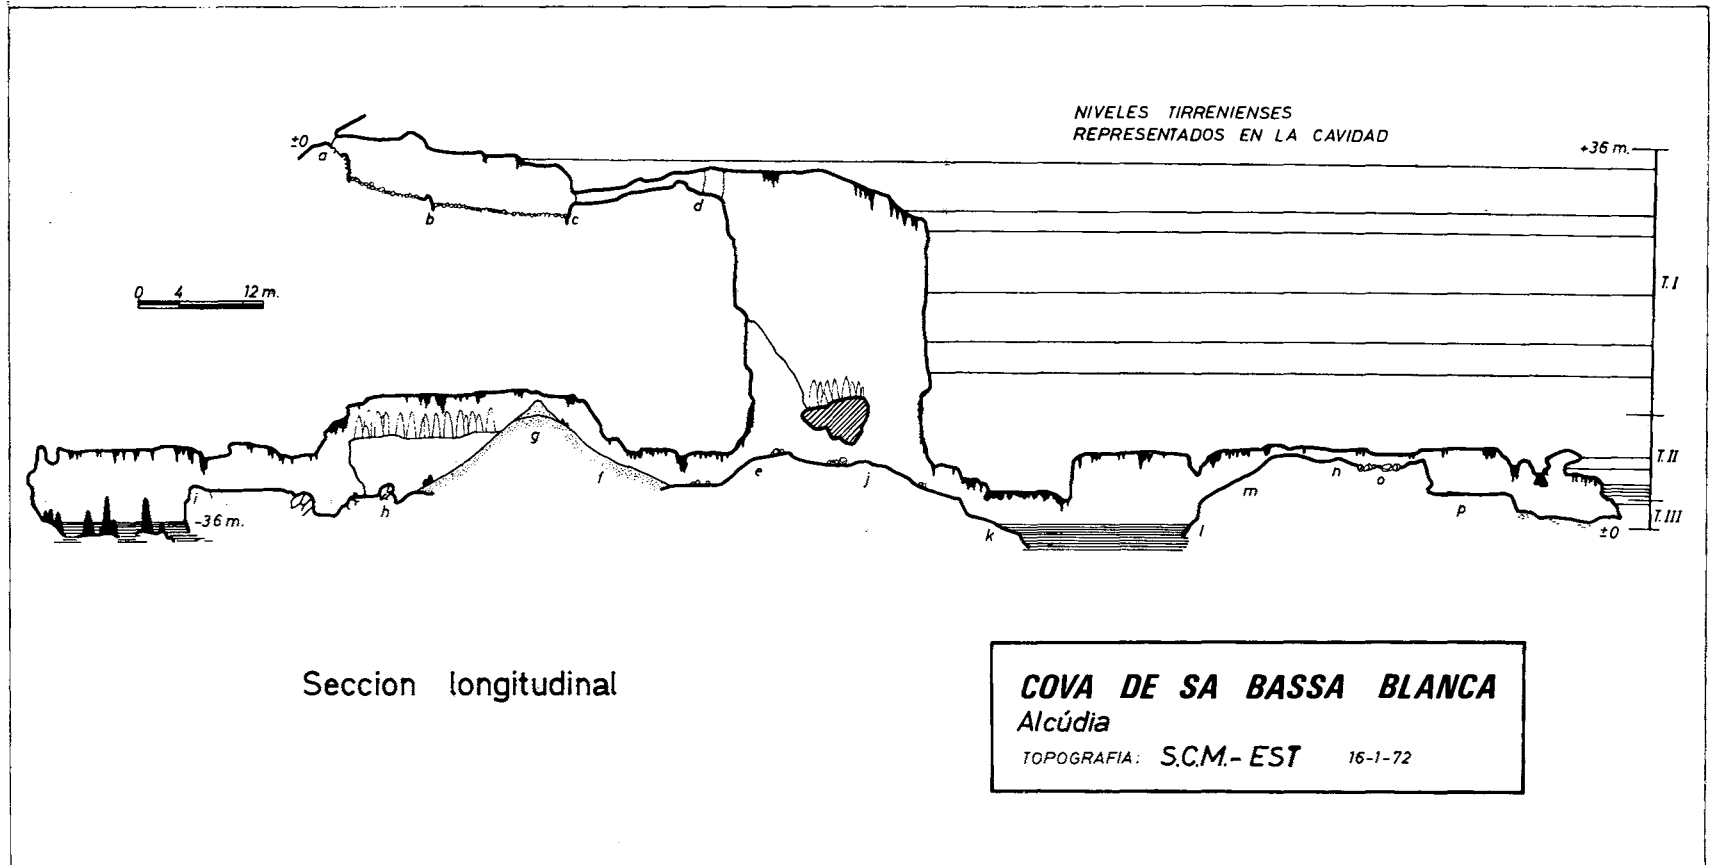 NIVELES TIRRENIENSES
REPRESENTADOS EN LA CAVIDAD
±0
+36 m.
a
b
c
d
0 4 12 m.
T.I
g
e
f
j
i
-36 m.
h
k
l
m
n
o
p
T.II
T.III
±0
Seccion longitudinal
COVA DE SA BASSA BLANCA
Alcúdia
TOPOGRAFIA: S.C.M.- EST 16-1-72